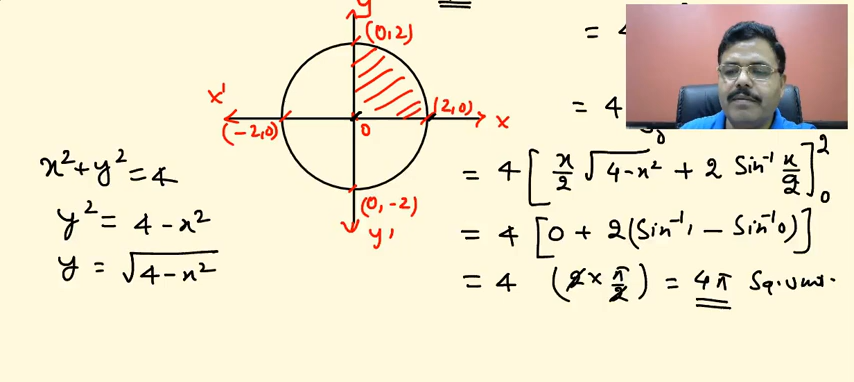 y
(0,2)
x'
(2,0)
(-2,0)
0
x
(0,-2)
y'
x² + y² = 4
y² = 4 - x²
y = √(4 - x²)
= 4
= 4
= 4 [ x/2 √(4 - x²) + 2 Sin⁻¹ x/2 ]₀²
= 4 [0 + 2(Sin⁻¹1 - Sin⁻¹0)]
= 4 (2 × π/2) = 4π Sq. unit.